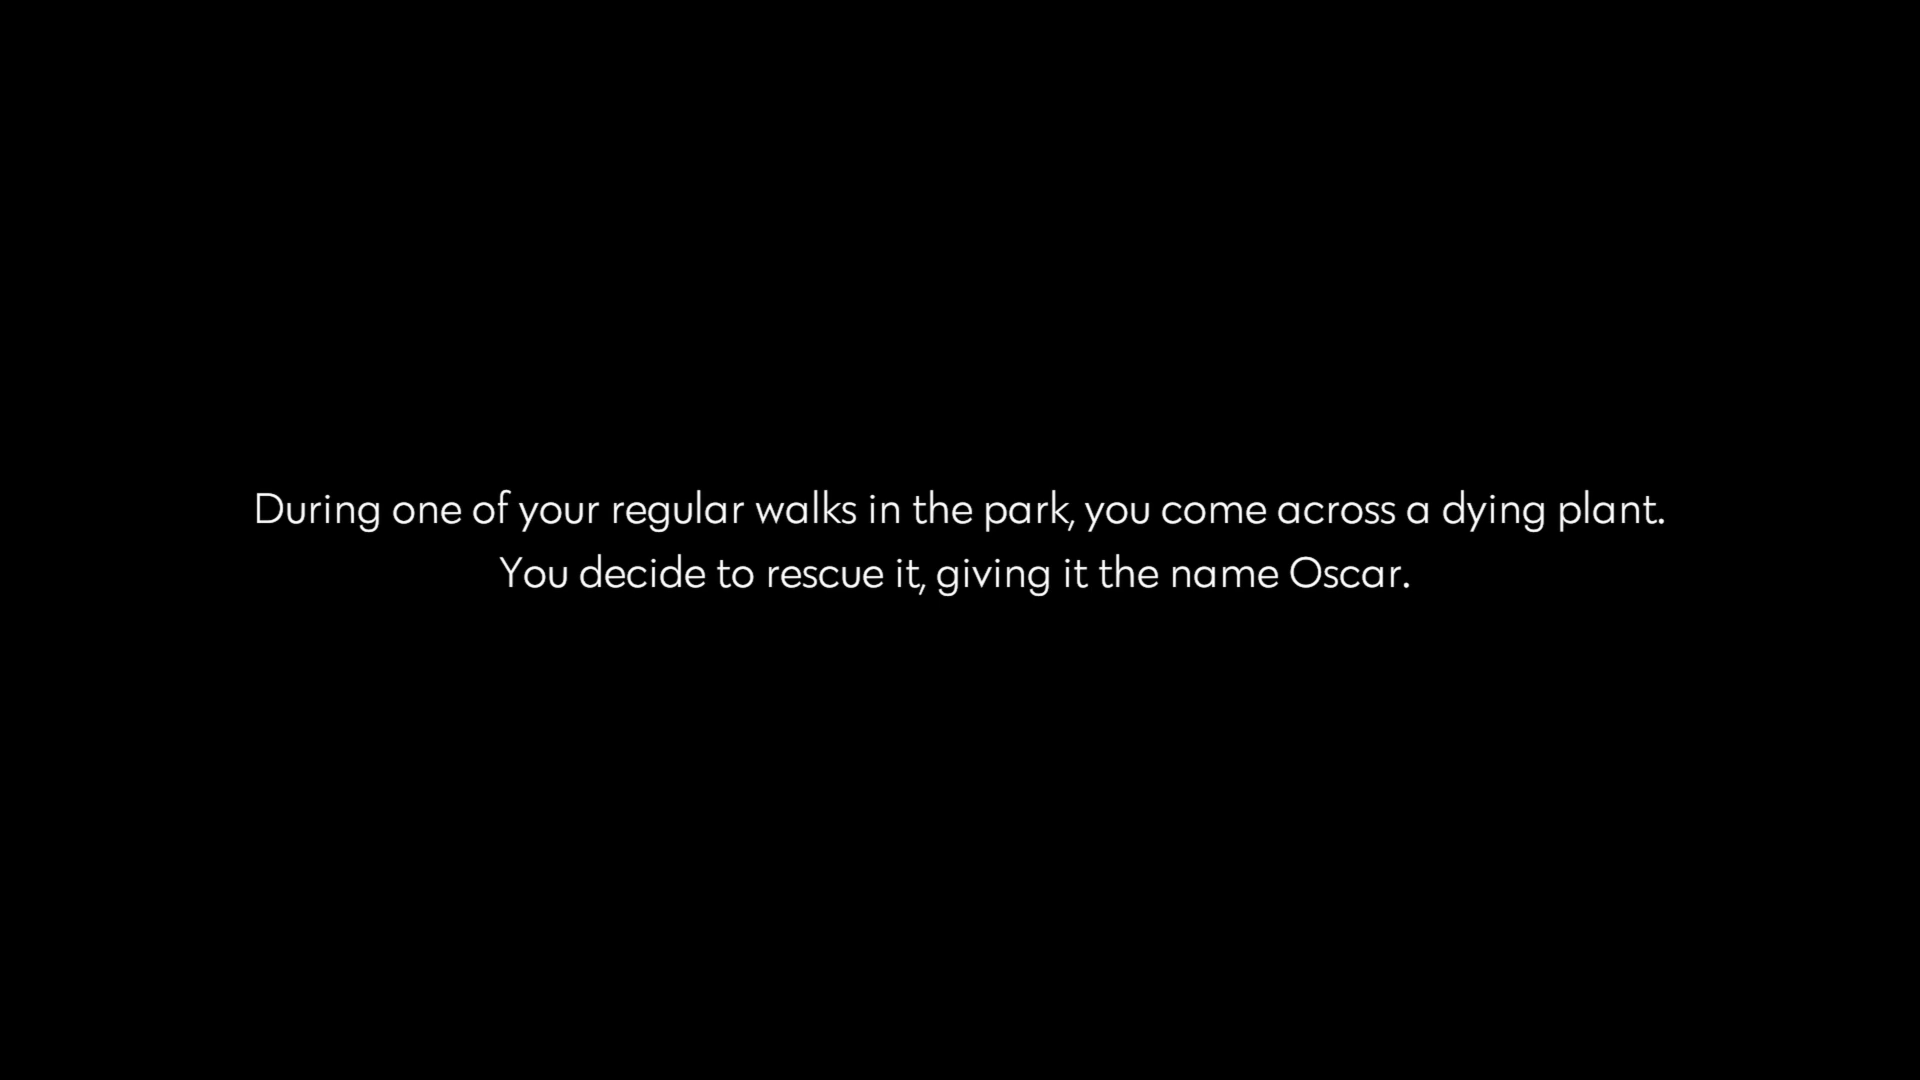 During one of your regular walks in the park, you come across a dying plant.
You decide to rescue it, giving it the name Oscar.